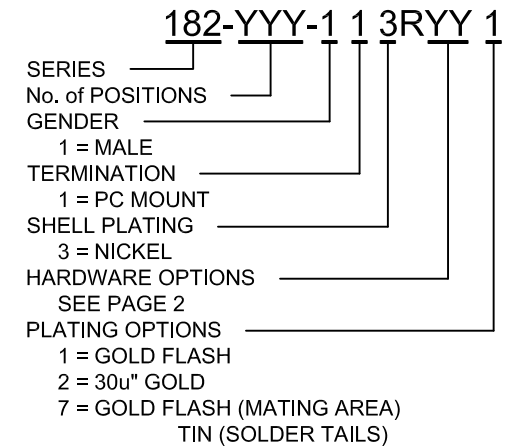 182-YYY-1 1 3RYY 1
SERIES
No. of POSITIONS
GENDER
1 = MALE
TERMINATION
1 = PC MOUNT
SHELL PLATING
3 = NICKEL
HARDWARE OPTIONS
SEE PAGE 2
PLATING OPTIONS
1 = GOLD FLASH
2 = 30u" GOLD
7 = GOLD FLASH (MATING AREA)
TIN (SOLDER TAILS)